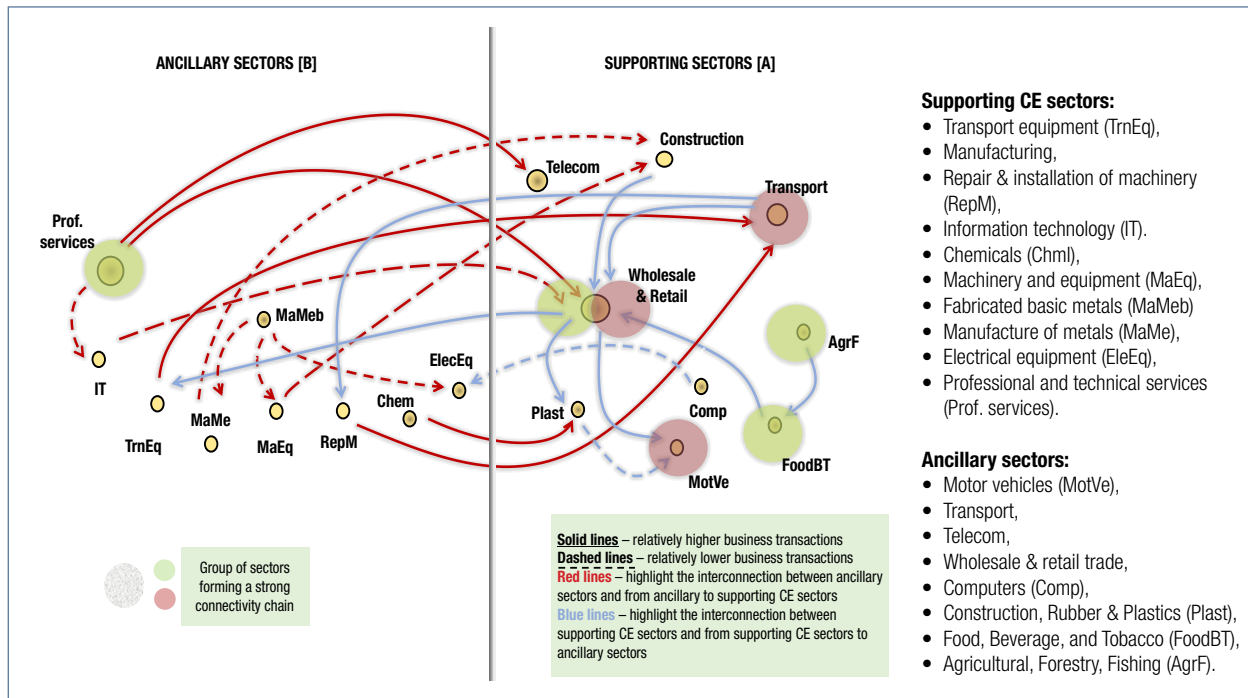 ANCILLARY SECTORS [B]
SUPPORTING SECTORS [A]
Construction
Telecom
Transport
Prof.
services
Wholesale
& Retail
MaMeb
AgrF
IT
ElecEq
Comp
Chem
Plast
TrnEq
MaMe
MaEq
RepM
MotVe
FoodBT
Group of sectors
forming a strong
connectivity chain
Solid lines – relatively higher business transactions
Dashed lines – relatively lower business transactions
Red lines – highlight the interconnection between ancillary
sectors and from ancillary to supporting CE sectors
Blue lines – highlight the interconnection between
supporting CE sectors and from supporting CE sectors to
ancillary sectors
Supporting CE sectors:
• Transport equipment (TrnEq),
• Manufacturing,
• Repair & installation of machinery
(RepM),
• Information technology (IT).
• Chemicals (Chml),
• Machinery and equipment (MaEq),
• Fabricated basic metals (MaMeb)
• Manufacture of metals (MaMe),
• Electrical equipment (EleEq),
• Professional and technical services
(Prof. services).
Ancillary sectors:
• Motor vehicles (MotVe),
• Transport,
• Telecom,
• Wholesale & retail trade,
• Computers (Comp),
• Construction, Rubber & Plastics (Plast),
• Food, Beverage, and Tobacco (FoodBT),
• Agricultural, Forestry, Fishing (AgrF).